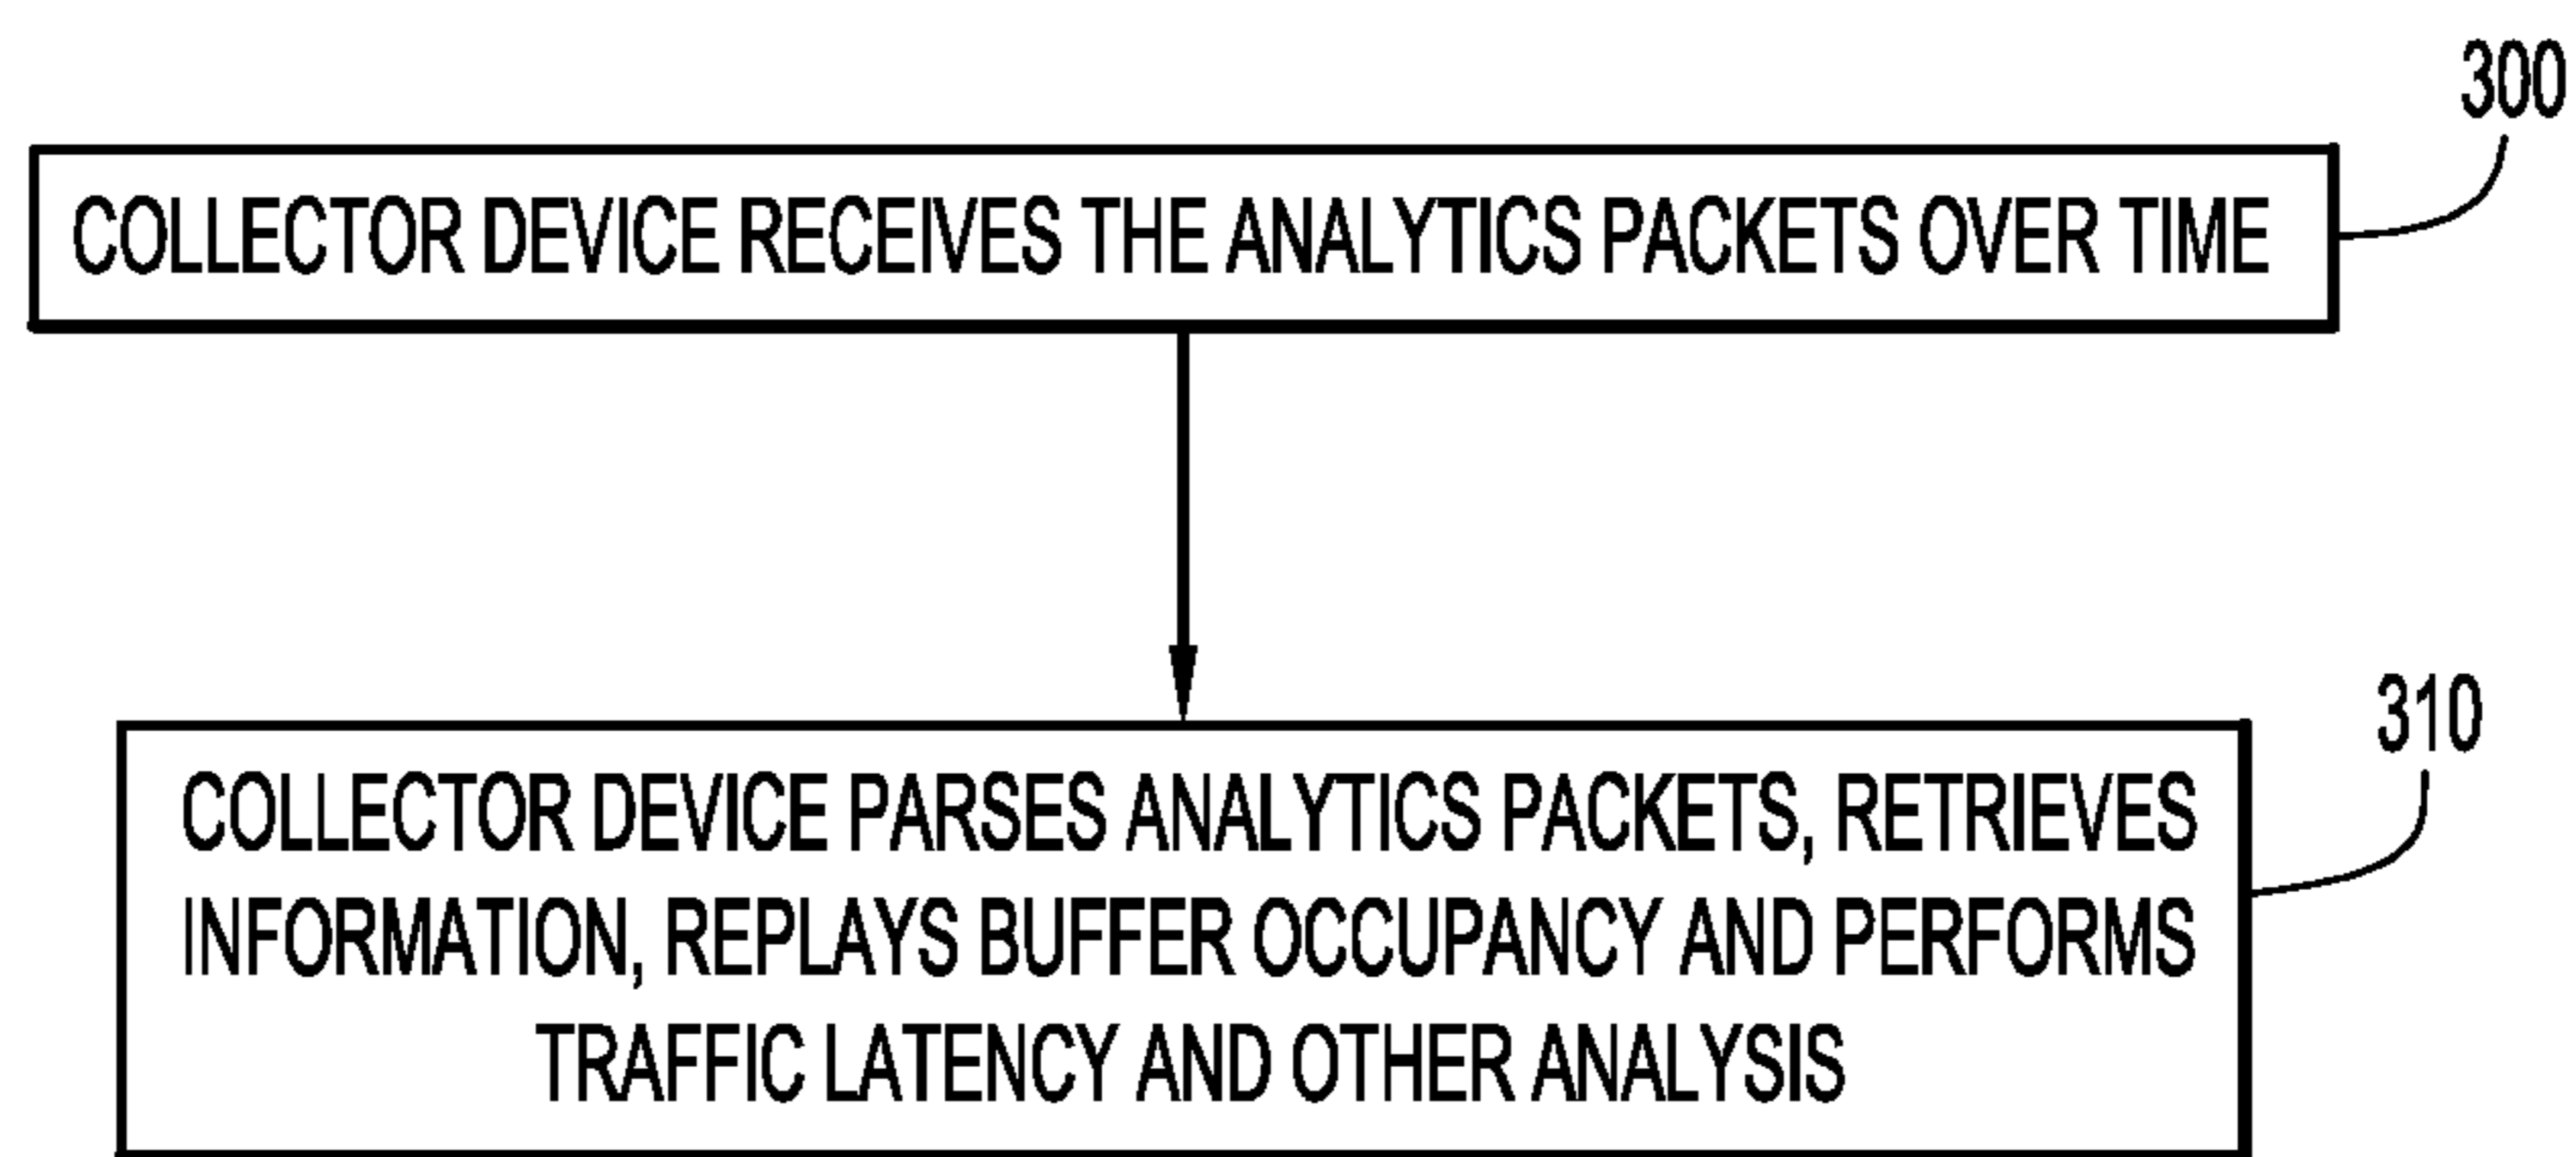 300
COLLECTOR DEVICE RECEIVES THE ANALYTICS PACKETS OVER TIME
310
COLLECTOR DEVICE PARSES ANALYTICS PACKETS, RETRIEVES
INFORMATION, REPLAYS BUFFER OCCUPANCY AND PERFORMS
TRAFFIC LATENCY AND OTHER ANALYSIS